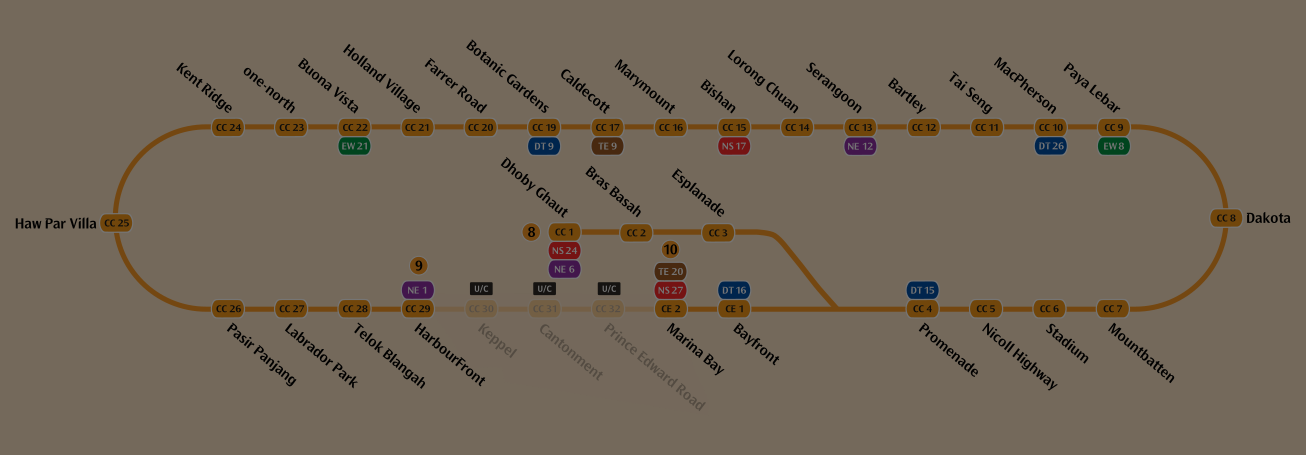 Kent Ridge
one-north
Buona Vista
Holland Village
Farrer Road
Botanic Gardens
Caldecott
Marymount
Bishan
Lorong Chuan
Serangoon
Bartley
Tai Seng
MacPherson
Paya Lebar
CC 24
CC 23
CC 22
CC 21
CC 20
CC 19
CC 17
CC 16
CC 15
CC 14
CC 13
CC 12
CC 11
CC 10
CC 9
EW 21
DT 9
TE 9
NS 17
NE 12
DT 26
EW 8
Haw Par Villa
CC 25
Dhoby Ghaut
Bras Basah
Esplanade
CC 8
Dakota
8
CC 1
CC 2
CC 3
NS 24
NE 6
10
9
TE 20
NE 1
U/C
U/C
U/C
NS 27
DT 16
DT 15
CC 26
CC 27
CC 28
CC 29
CC 30
CC 31
CC 32
CE 2
CE 1
CC 4
CC 5
CC 6
CC 7
Pasir Panjang
Labrador Park
Telok Blangah
HarbourFront
Keppel
Cantonment
Prince Edward Road
Marina Bay
Bayfront
Promenade
Nicoll Highway
Stadium
Mountbatten